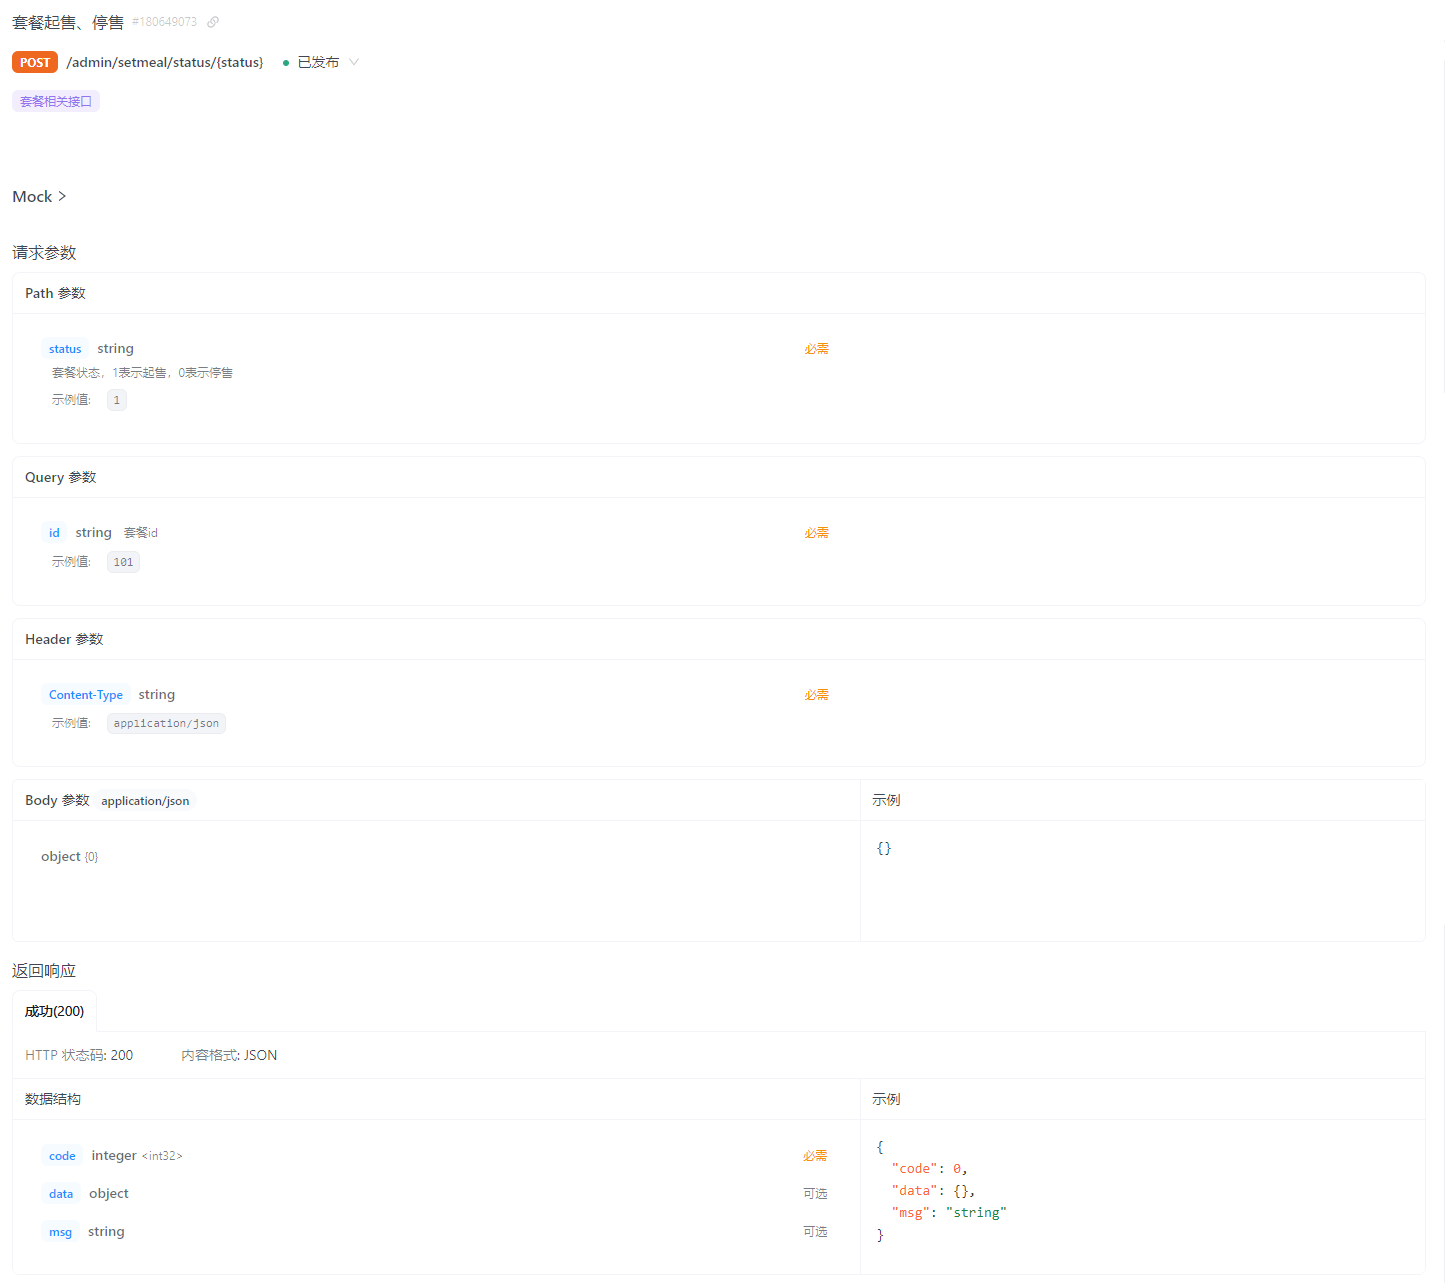 套餐起售、停售 #180649073
POST /admin/setmeal/status/{status} 已发布
套餐相关接口
Mock >
请求参数
Path 参数
status string 必需
套餐状态，1表示起售，0表示停售
示例值: 1
Query 参数
id string 套餐id 必需
示例值: 101
Header 参数
Content-Type string 必需
示例值: application/json
Body 参数 application/json 示例
object {0} {}
返回响应
成功(200)
HTTP 状态码: 200 内容格式: JSON
数据结构 示例
code integer <int32> 必需
data object 可选
msg string 可选
{
"code": 0,
"data": {},
"msg": "string"
}